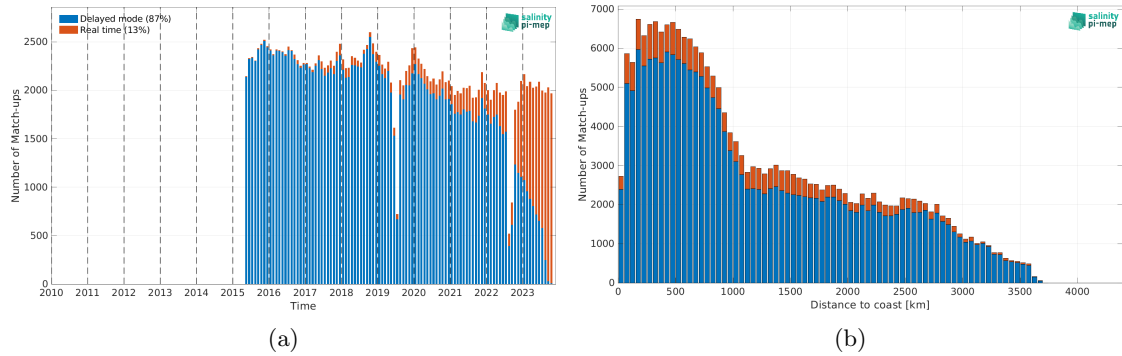 Delayed mode (87%)
Real time (13%)
salinity
pi-mep
2500
2000
1500
1000
500
0
Number of Match-ups
2010 2011 2012 2013 2014 2015 2016 2017 2018 2019 2020 2021 2022 2023
Time
(a)
salinity
pi-mep
7000
6000
5000
4000
3000
2000
1000
0
Number of Match-ups
0 500 1000 1500 2000 2500 3000 3500 4000
Distance to coast [km]
(b)